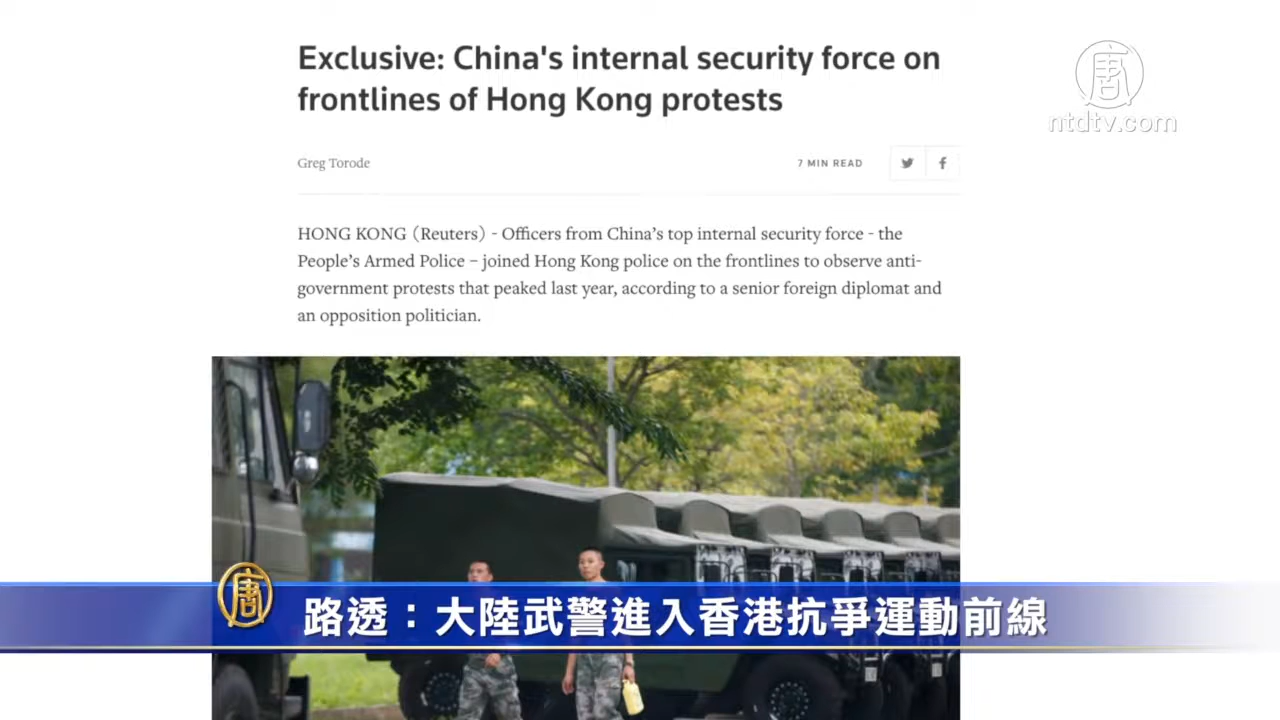 Exclusive: China's internal security force on
frontlines of Hong Kong protests
唐
ntdtv.com
Greg Torode
7 MIN READ
HONG KONG (Reuters) - Officers from China’s top internal security force - the
People’s Armed Police – joined Hong Kong police on the frontlines to observe anti-
government protests that peaked last year, according to a senior foreign diplomat and
an opposition politician.
唐
路透：大陸武警進入香港抗爭運動前線